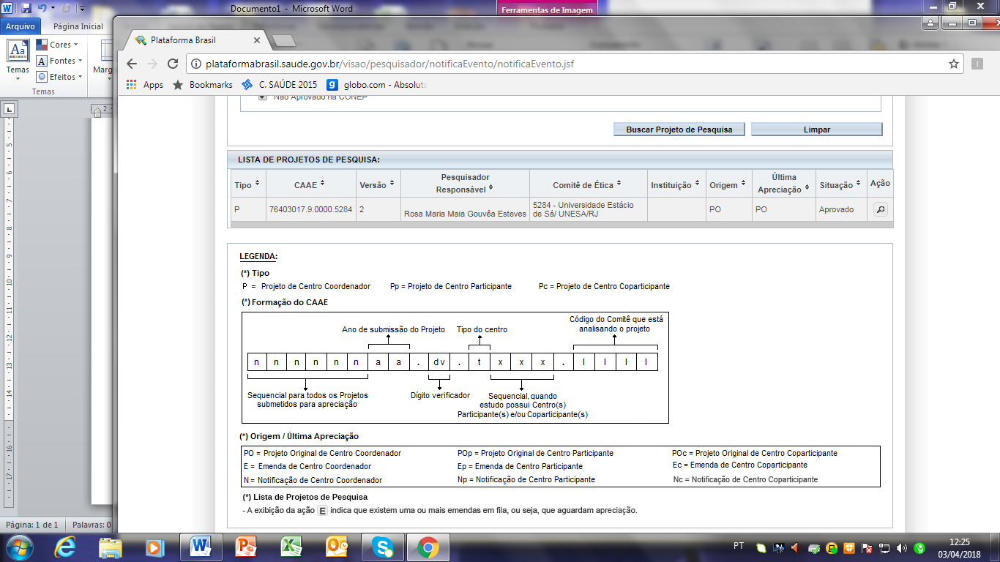 Documento1 - Microsoft Word
Ferramentas de Imagem
Arquivo
Página Inicial
Cores
Fontes
Efeitos
Temas
Marg
Temas
Plataforma Brasil
plataformabrasil.saude.gov.br/visao/pesquisador/notificaEvento/notificaEvento.jsf
Apps Bookmarks C. SAÚDE 2015 globo.com - Absoluta
Não Aprovado na CONEP
Buscar Projeto de Pesquisa Limpar
LISTA DE PROJETOS DE PESQUISA:
Tipo CAAE Versão Pesquisador Responsável Comitê de Ética Instituição Origem Última Apreciação Situação Ação
P 76403017.9.0000.5284 2 Rosa Maria Maia Gouvêa Esteves 5284 - Universidade Estácio de Sá/ UNESA/RJ PO PO Aprovado
LEGENDA:
(*) Tipo
P = Projeto de Centro Coordenador Pp = Projeto de Centro Participante Pc = Projeto de Centro Coparticipante
(*) Formação do CAAE
Ano de submissão do Projeto Tipo do centro Código do Comitê que está
analisando o projeto
n n n n n n a a . dv . t x x x . l l l l
Sequencial para todos os Projetos
submetidos para apreciação
Dígito verificador
Sequencial, quando
estudo possui Centro(s)
Participante(s) e/ou Coparticipante(s)
(*) Origem / Última Apreciação
PO = Projeto Original de Centro Coordenador POp = Projeto Original de Centro Participante POc = Projeto Original de Centro Coparticipante
E = Emenda de Centro Coordenador Ep = Emenda de Centro Participante Ec = Emenda de Centro Coparticipante
N = Notificação de Centro Coordenador Np = Notificação de Centro Participante Nc = Notificação de Centro Coparticipante
(*) Lista de Projetos de Pesquisa
- A exibição da ação E indica que existem uma ou mais emendas em fila, ou seja, que aguardam apreciação.
Página: 1 de 1 Palavras: 0
PT
12:25
03/04/2018